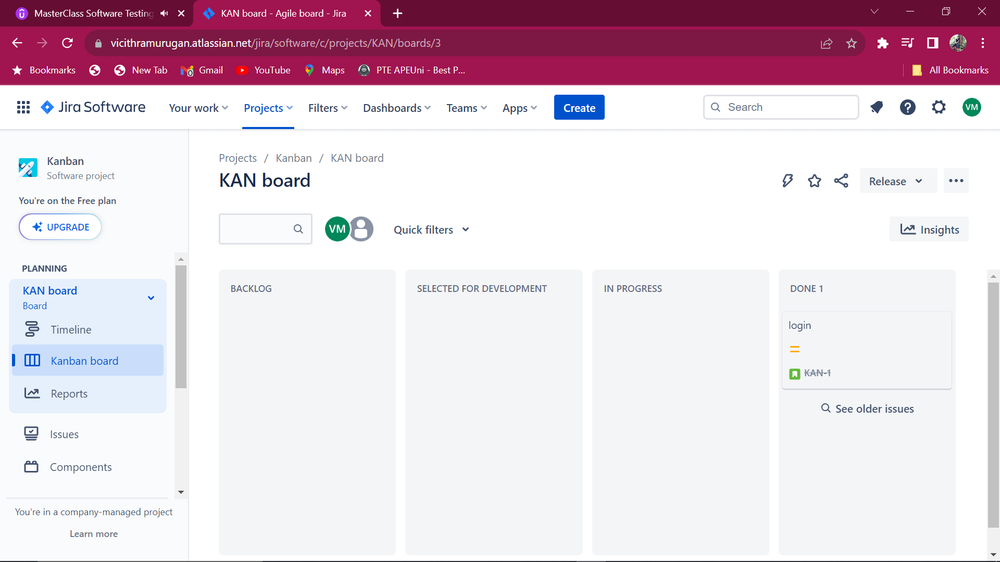 MasterClass Software Testing
KAN board - Agile board - Jira
vicithramurugan.atlassian.net/jira/software/c/projects/KAN/boards/3
Bookmarks
New Tab
0
Gmail
YouTube
Maps
PTE APEUni - Best P...
All Bookmarks
Jira Software
Your work
Projects
Filters
Dashboards
Teams
Apps
Create
Search
VM
Kanban
Software project
You're on the Free plan
UPGRADE
PLANNING
KAN board
Board
Timeline
Kanban board
Reports
Issues
Components
You're in a company-managed project
Learn more
Projects / Kanban / KAN board
KAN board
Release
VM
Quick filters
Insights
BACKLOG
SELECTED FOR DEVELOPMENT
IN PROGRESS
DONE 1
login
KAN-1
See older issues